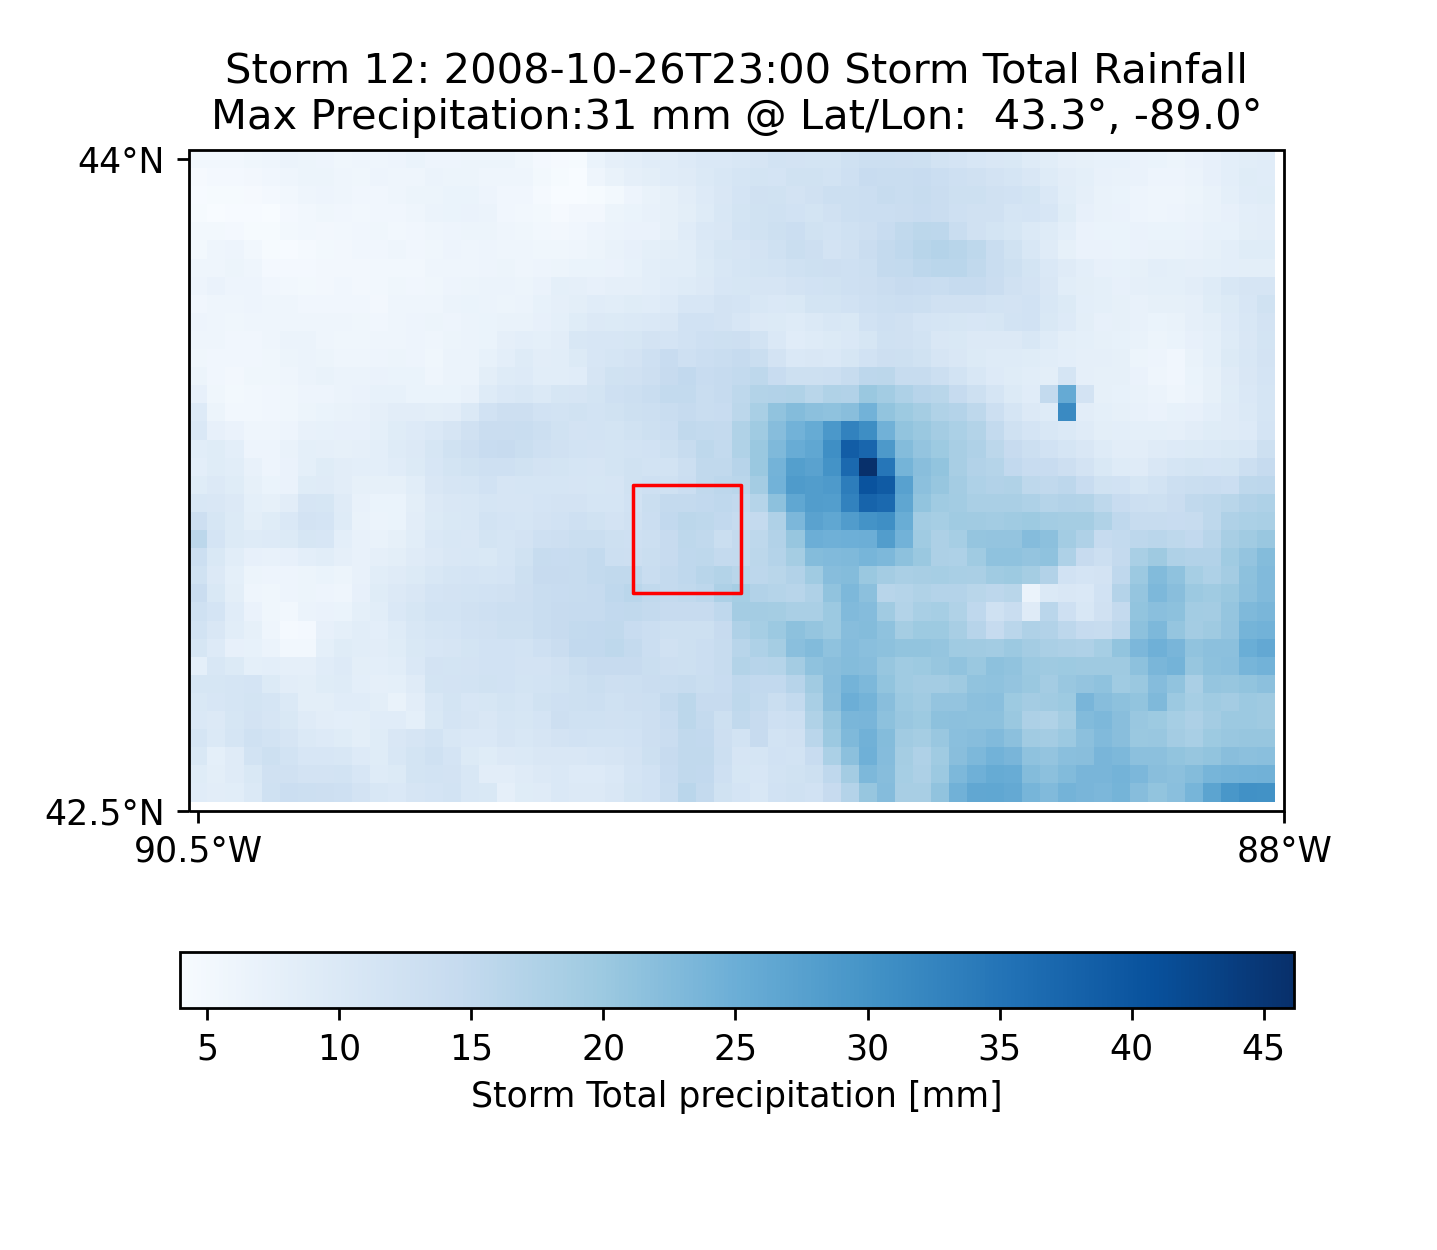 Storm 12: 2008-10-26T23:00 Storm Total Rainfall
Max Precipitation:31 mm @ Lat/Lon:  43.3°, -89.0°
44°N
42.5°N
90.5°W 88°W
5 10 15 20 25 30 35 40 45
Storm Total precipitation [mm]